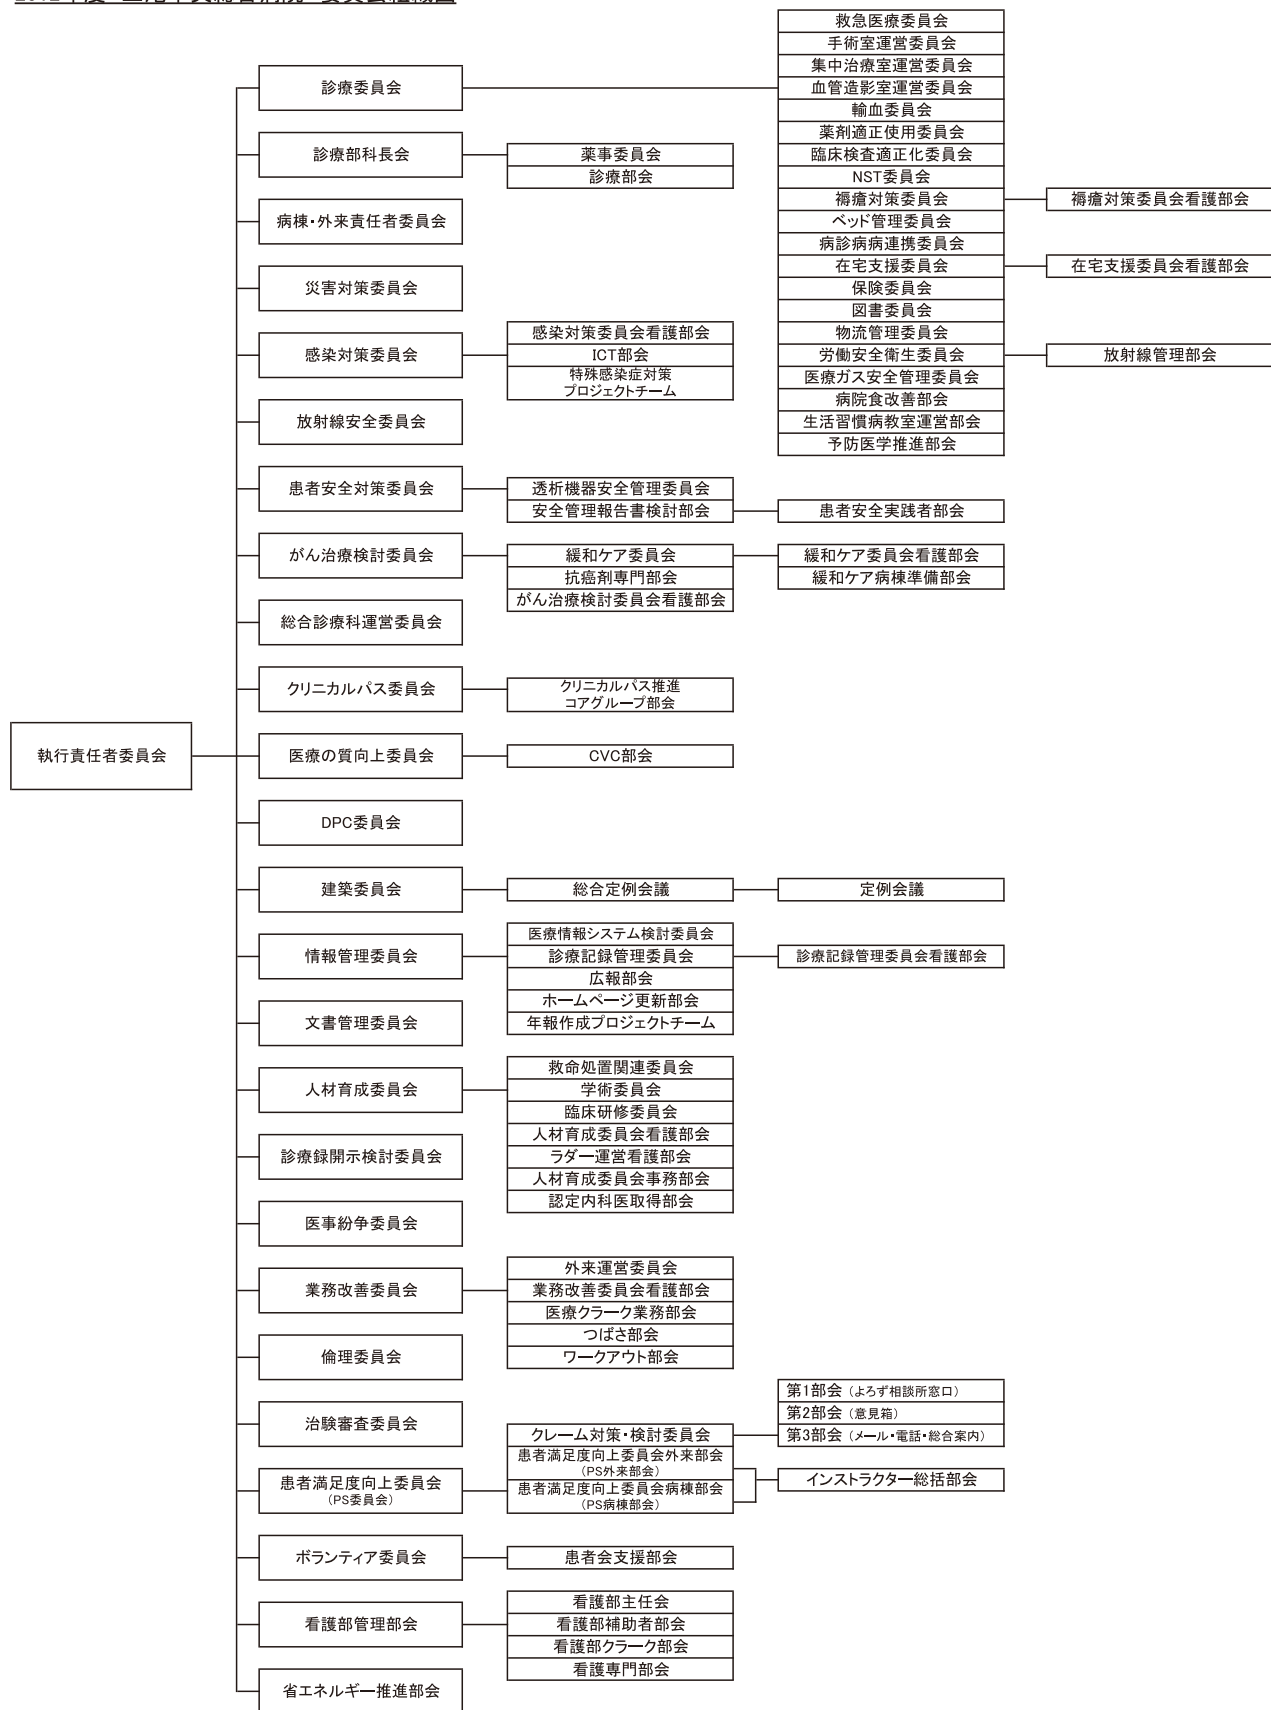 救急医療委員会
手術室運営委員会
集中治療室運営委員会
診療委員会
血管造影室運営委員会
輸血委員会
薬剤適正使用委員会
診療部科長会
薬事委員会
臨床検査適正化委員会
診療部会
NST委員会
褥瘡対策委員会
褥瘡対策委員会看護部会
病棟・外来責任者委員会
ベッド管理委員会
病診病病連携委員会
在宅支援委員会
在宅支援委員会看護部会
災害対策委員会
保険委員会
図書委員会
感染対策委員会看護部会
物流管理委員会
感染対策委員会
ICT部会
労働安全衛生委員会
放射線管理部会
特殊感染症対策
プロジェクトチーム
医療ガス安全管理委員会
病院食改善部会
放射線安全委員会
生活習慣病教室運営部会
予防医学推進部会
患者安全対策委員会
透析機器安全管理委員会
安全管理報告書検討部会
患者安全実践者部会
がん治療検討委員会
緩和ケア委員会
緩和ケア委員会看護部会
抗癌剤専門部会
緩和ケア病棟準備部会
がん治療検討委員会看護部会
総合診療科運営委員会
クリニカルパス委員会
クリニカルパス推進
コアグループ部会
執行責任者委員会
医療の質向上委員会
CVC部会
DPC委員会
建築委員会
総合定例会議
定例会議
医療情報システム検討委員会
情報管理委員会
診療記録管理委員会
診療記録管理委員会看護部会
広報部会
ホームページ更新部会
文書管理委員会
年報作成プロジェクトチーム
救命処置関連委員会
人材育成委員会
学術委員会
臨床研修委員会
人材育成委員会看護部会
診療録開示検討委員会
ラダー運営看護部会
人材育成委員会事務部会
認定内科医取得部会
医事紛争委員会
外来運営委員会
業務改善委員会
業務改善委員会看護部会
医療クラーク業務部会
つばさ部会
倫理委員会
ワークアウト部会
第1部会（よろず相談所窓口）
治験審査委員会
第2部会（意見箱）
クレーム対策・検討委員会
第3部会（メール・電話・総合案内）
患者満足度向上委員会外来部会
（PS外来部会）
患者満足度向上委員会
（PS委員会）
患者満足度向上委員会病棟部会
（PS病棟部会）
インストラクター総括部会
ボランティア委員会
患者会支援部会
看護部主任会
看護部管理部会
看護部補助者部会
看護部クラーク部会
看護専門部会
省エネルギー推進部会